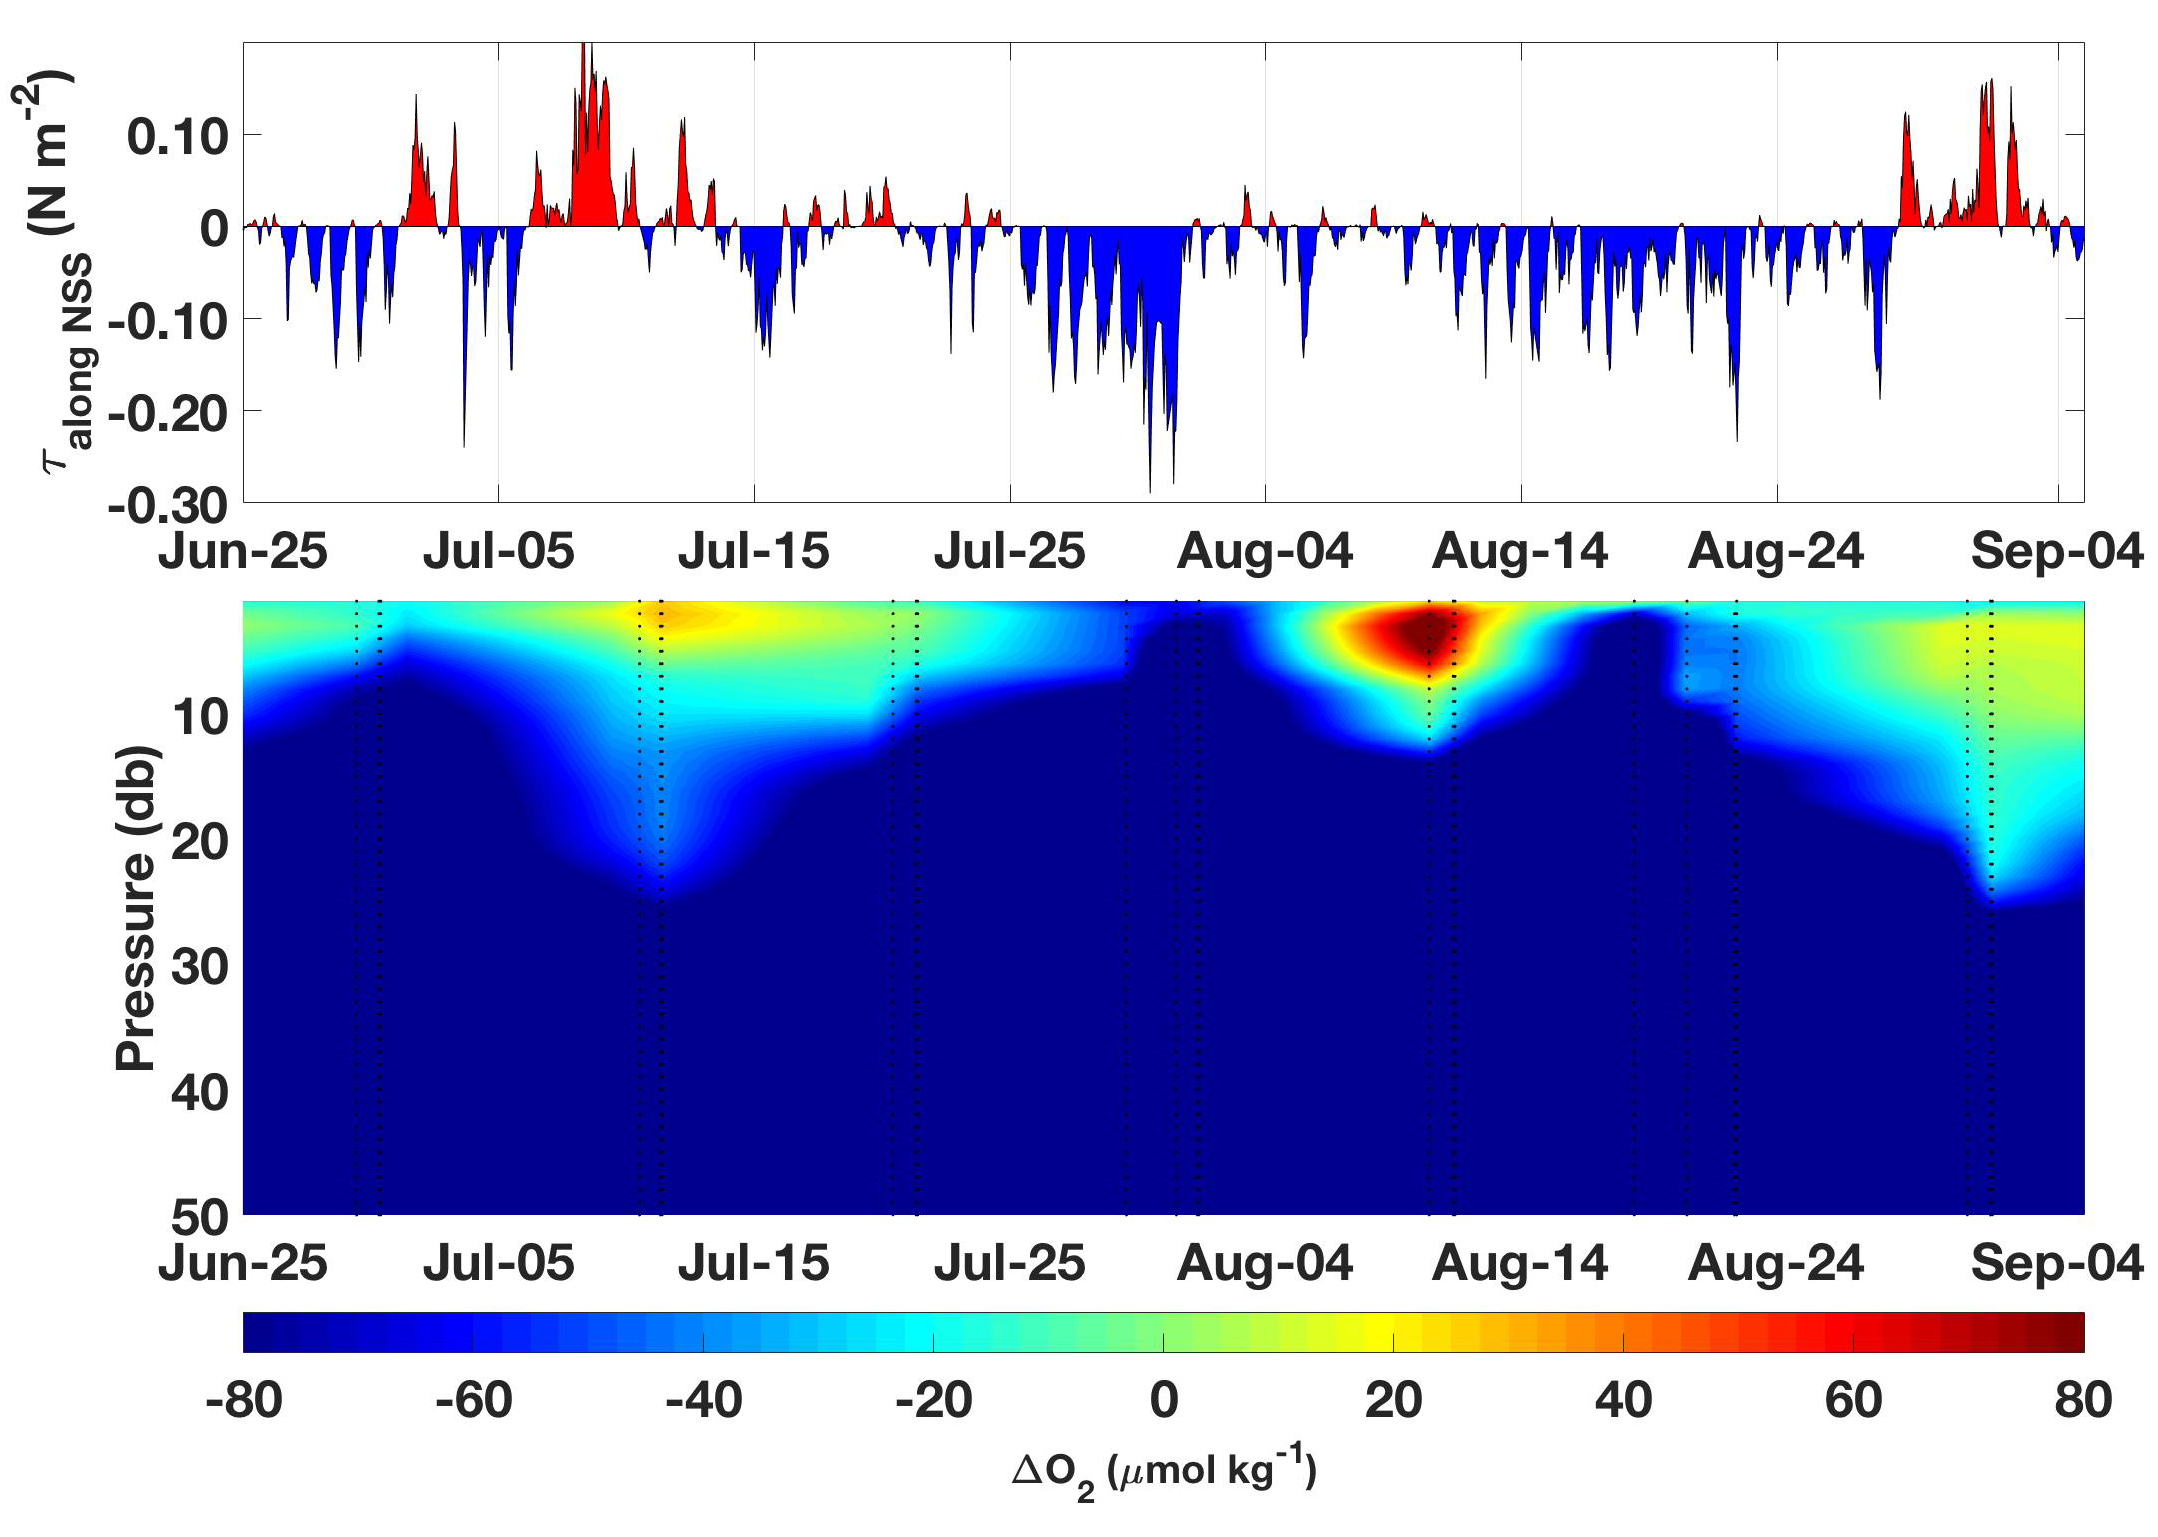 τ along NSS (N m-2)
0.10
0
-0.10
-0.20
-0.30
Jun-25 Jul-05 Jul-15 Jul-25 Aug-04 Aug-14 Aug-24 Sep-04
Pressure (db)
10
20
30
40
50
Jun-25 Jul-05 Jul-15 Jul-25 Aug-04 Aug-14 Aug-24 Sep-04
-80 -60 -40 -20 0 20 40 60 80
ΔO2 (μmol kg-1)